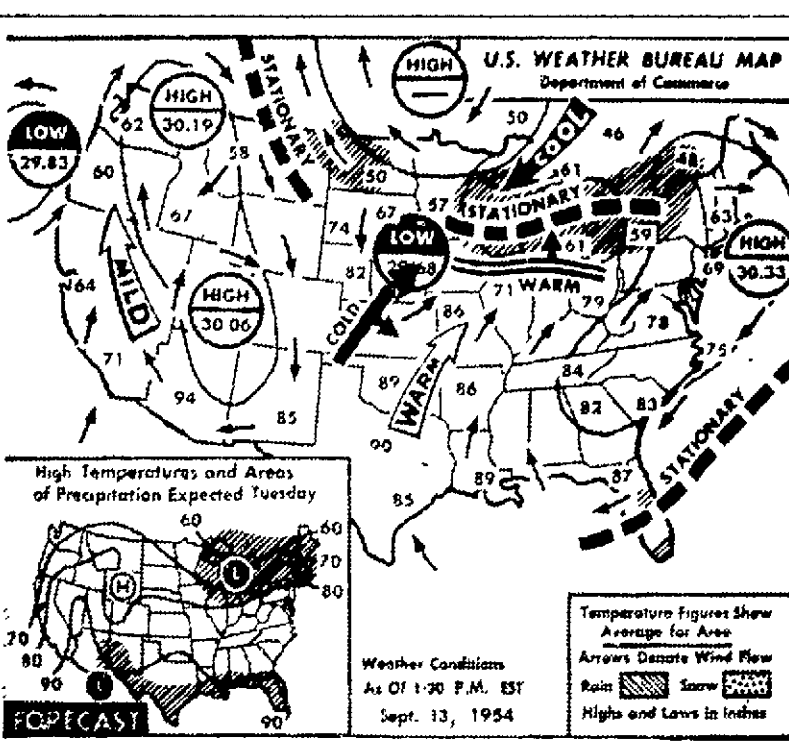 U.S. WEATHER BUREAU MAP
Department of Commerce
HIGH
HIGH
30.19
LOW
29.83
STATIONARY
COOL
50
46
62
60
58
50
57
61
48
STATIONARY
67
74
67
LOW
29.68
61
59
63
HIGH
30.33
69
64
MILD
HIGH
30.06
82
COLD
WARM
71
79
86
78
71
75
94
89
WARM
86
84
82
83
STATIONARY
85
90
89
87
85
High Temperatures and Areas
of Precipitation Expected Tuesday
60
60
70
80
L
H
70
80
90
L
90
FORECAST
Weather Conditions
As Of 1:30 P.M. EST
Sept. 13, 1954
Temperature Figures Show
Average for Area
Arrows Denote Wind Flow
Rain Snow
Highs and Lows in Inches